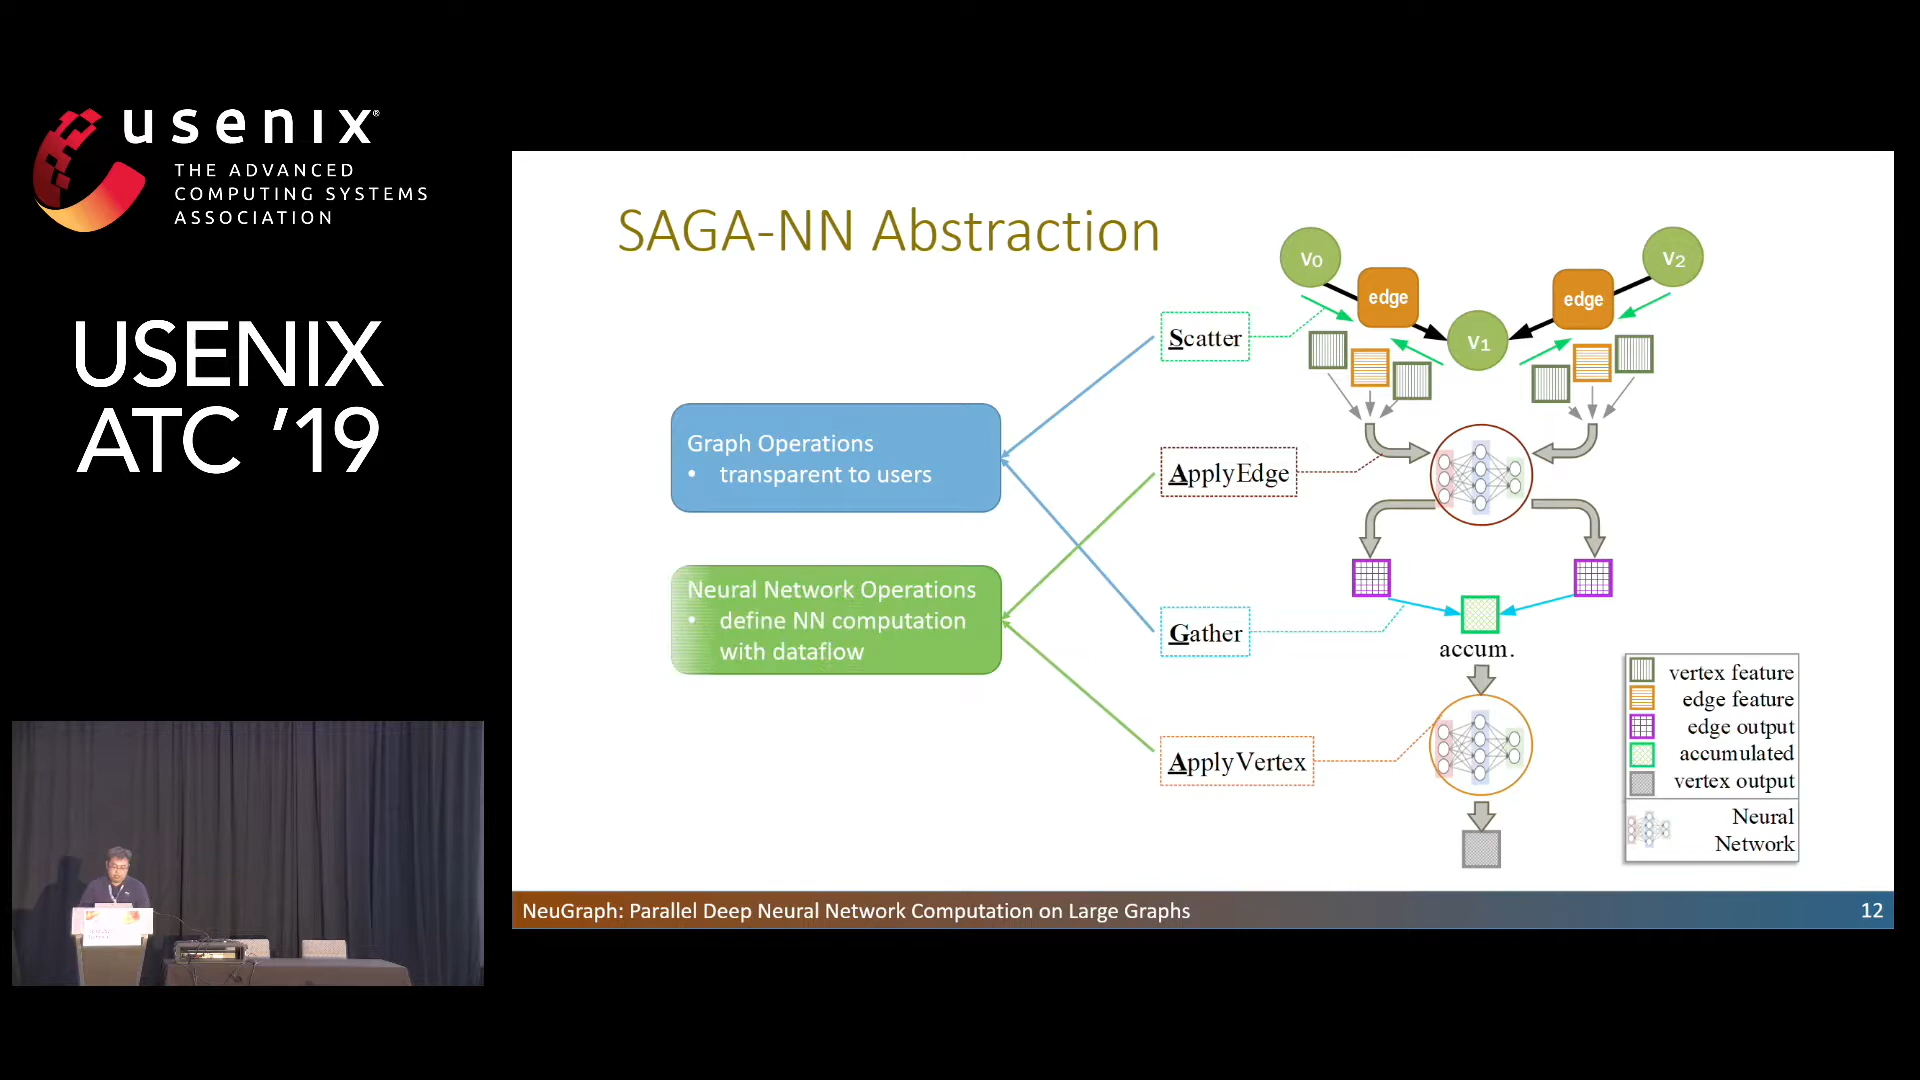 usenix®
THE ADVANCED
COMPUTING SYSTEMS
ASSOCIATION
USENIX
ATC ’19
SAGA-NN Abstraction
v0
v2
edge
edge
v1
Scatter
Graph Operations
• transparent to users
ApplyEdge
Neural Network Operations
• define NN computation
with dataflow
Gather
accum.
ApplyVertex
vertex feature
edge feature
edge output
accumulated
vertex output
Neural
Network
NeuGraph: Parallel Deep Neural Network Computation on Large Graphs
12